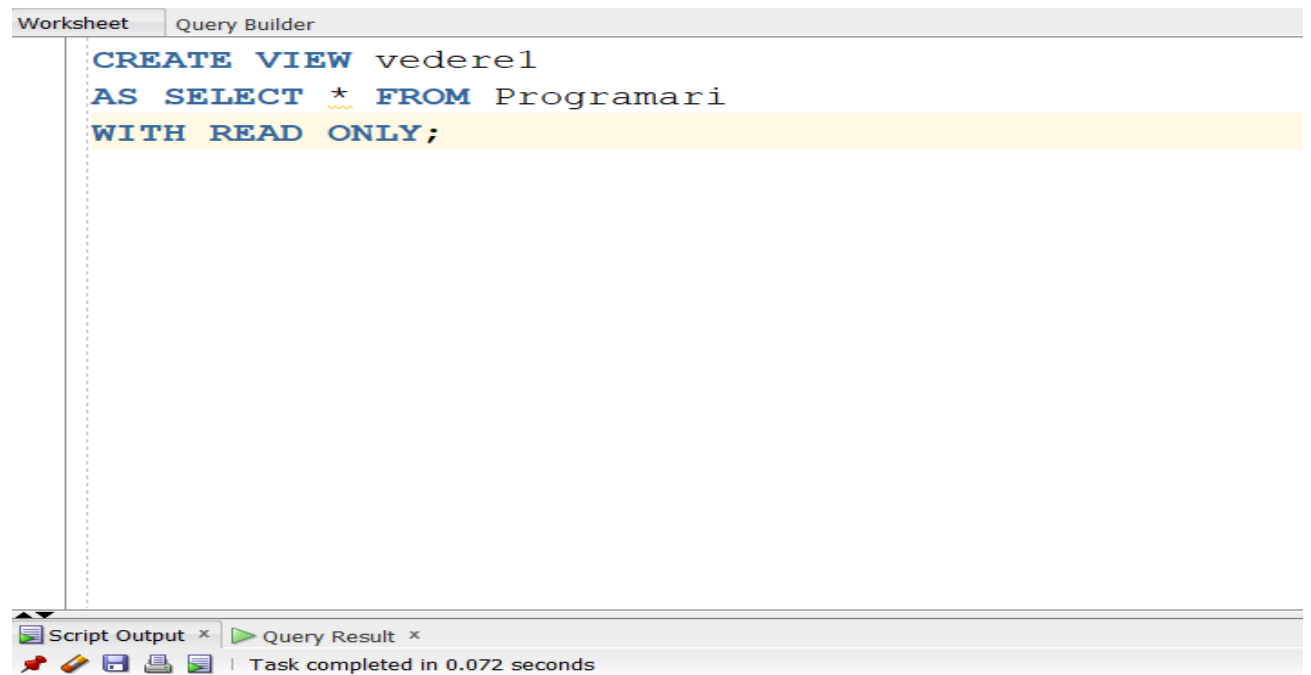 Worksheet Query Builder
CREATE VIEW vedere1
AS SELECT * FROM Programari
WITH READ ONLY;
Script Output × Query Result ×
Task completed in 0.072 seconds